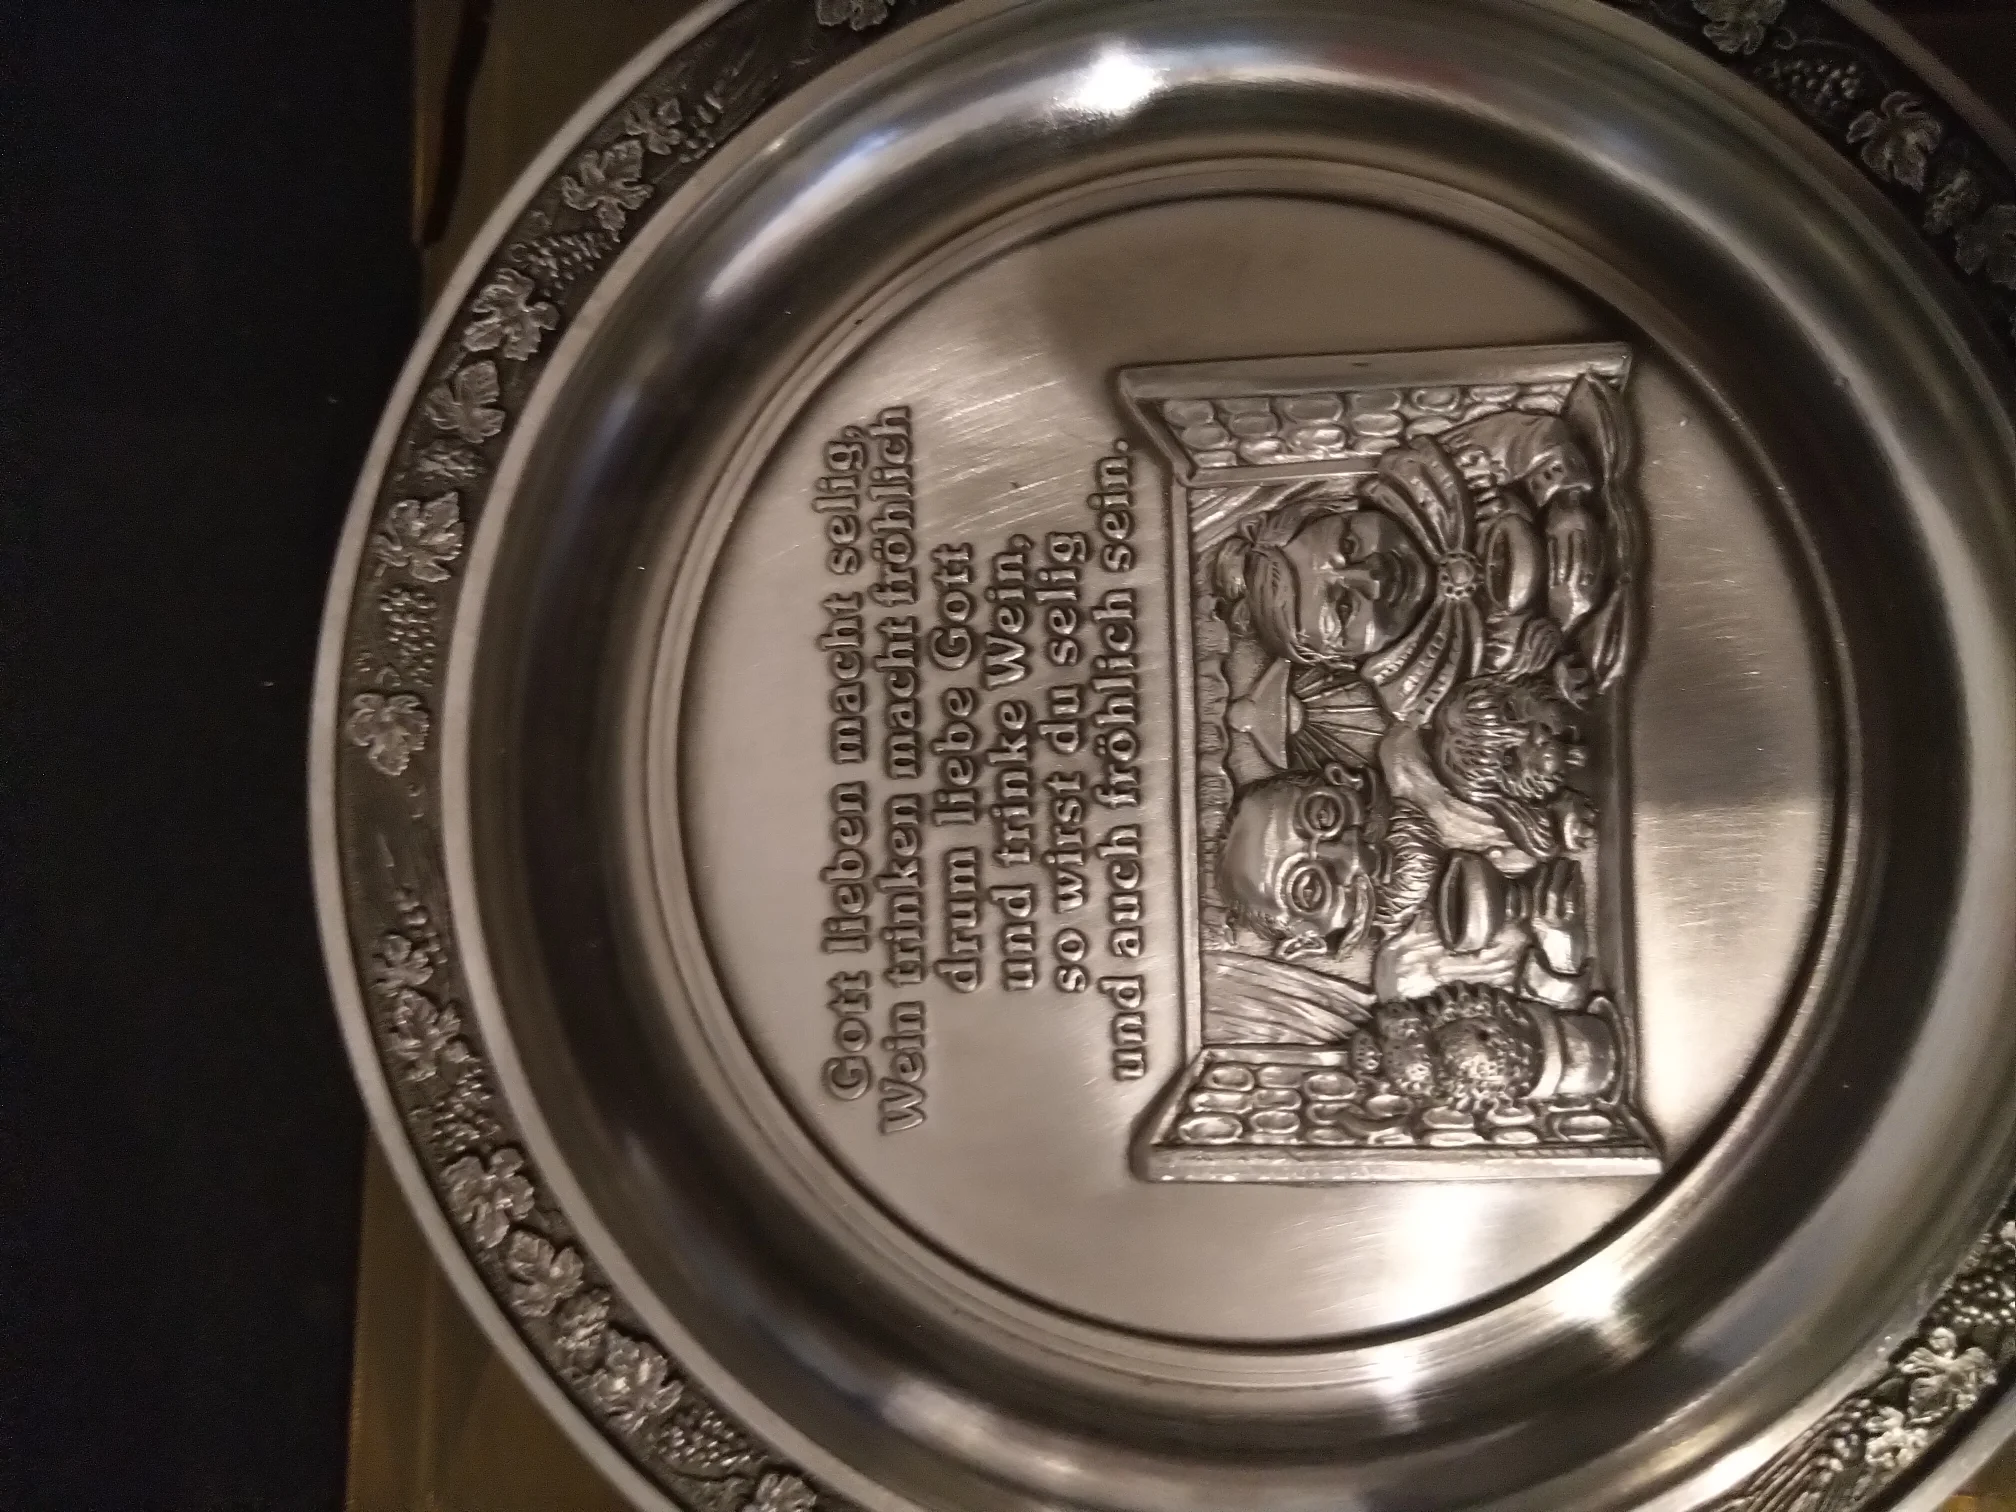 Gott lieben macht selig,
Wein trinken macht fröhlich
drum liebe Gott
und trinke Wein,
so wirst du selig
und auch fröhlich sein.